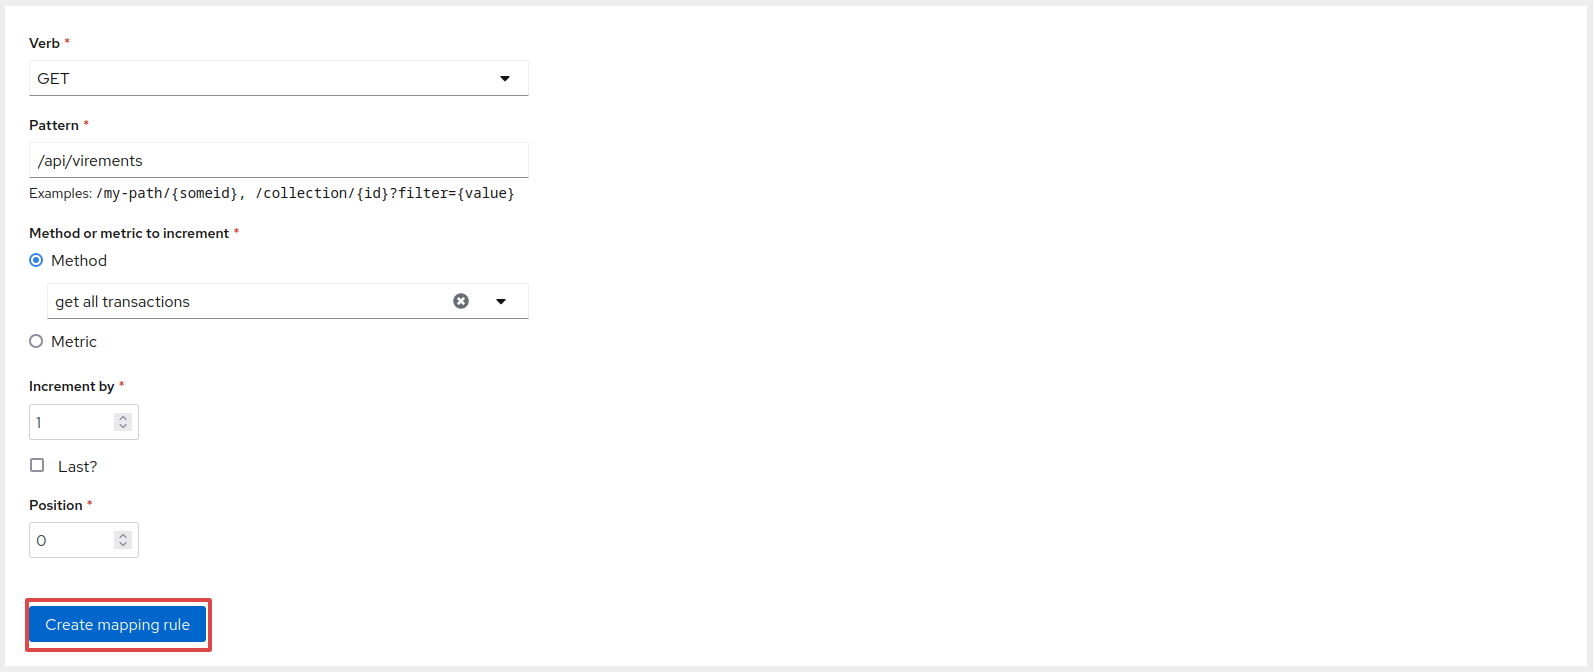 Verb *
GET
Pattern *
/api/virements
Examples: /my-path/{someid}, /collection/{id}?filter={value}
Method or metric to increment *
Method
get all transactions
Metric
Increment by *
1
Last?
Position *
0
Create mapping rule